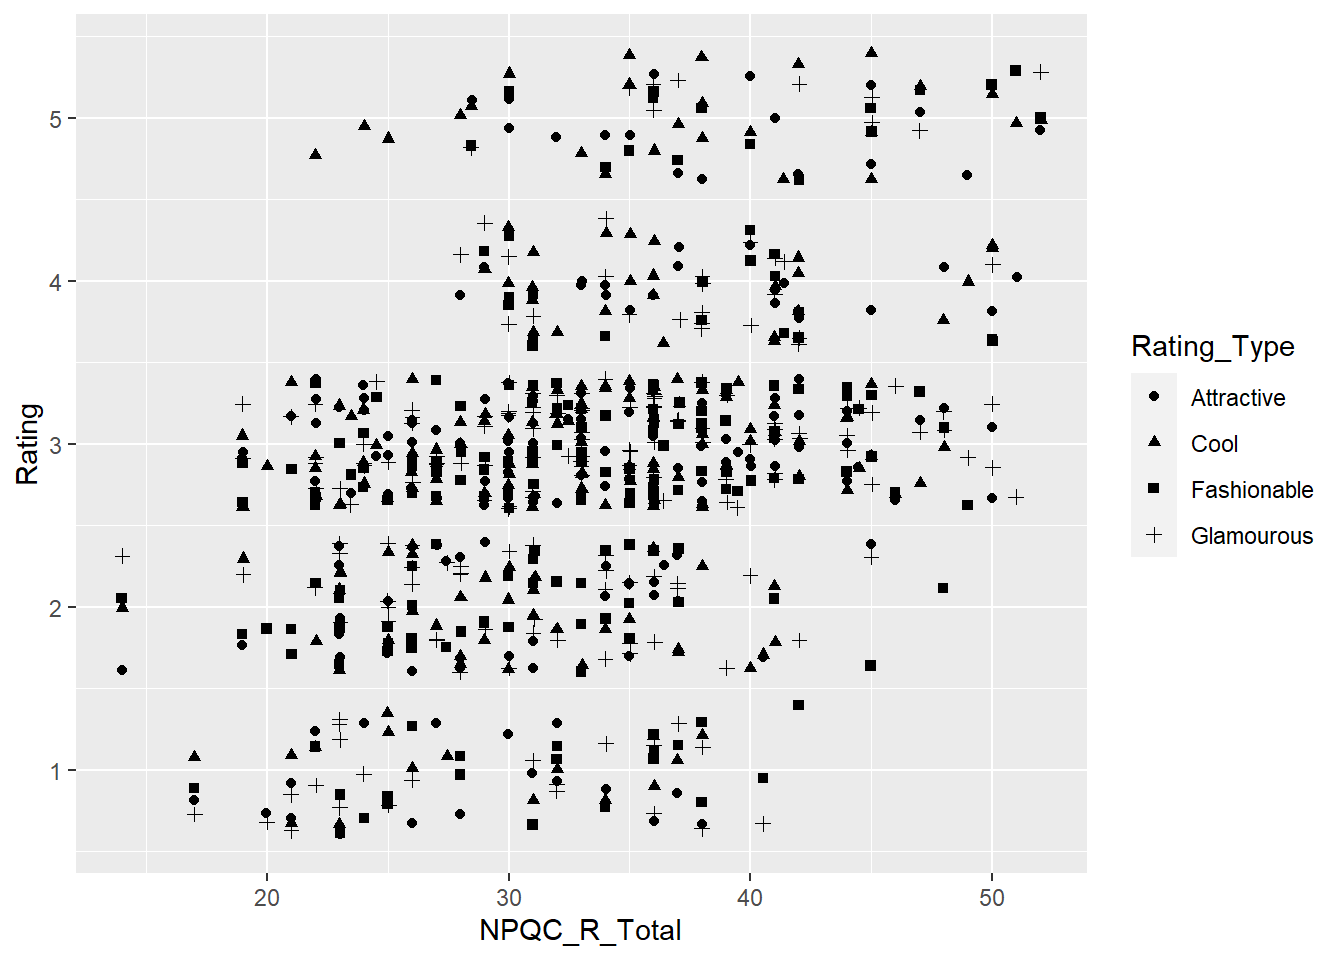 Rating
5
4
3
2
1
20 30 40 50
NPQC_R_Total
Rating_Type
Attractive
Cool
Fashionable
Glamourous